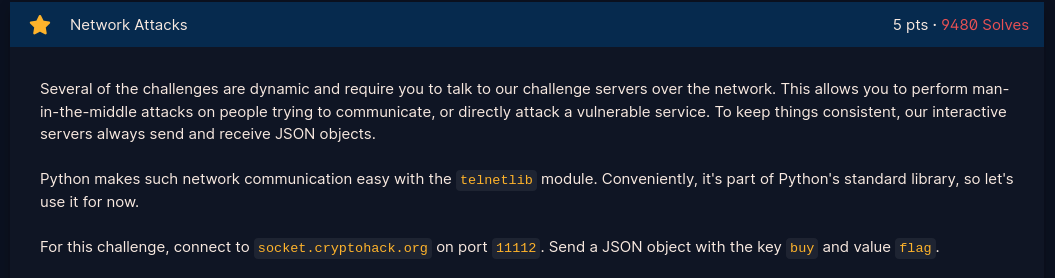 Network Attacks 5 pts · 9480 Solves
Several of the challenges are dynamic and require you to talk to our challenge servers over the network. This allows you to perform man-
in-the-middle attacks on people trying to communicate, or directly attack a vulnerable service. To keep things consistent, our interactive
servers always send and receive JSON objects.
Python makes such network communication easy with the telnetlib module. Conveniently, it's part of Python's standard library, so let's
use it for now.
For this challenge, connect to socket.cryptohack.org on port 11112. Send a JSON object with the key buy and value flag.